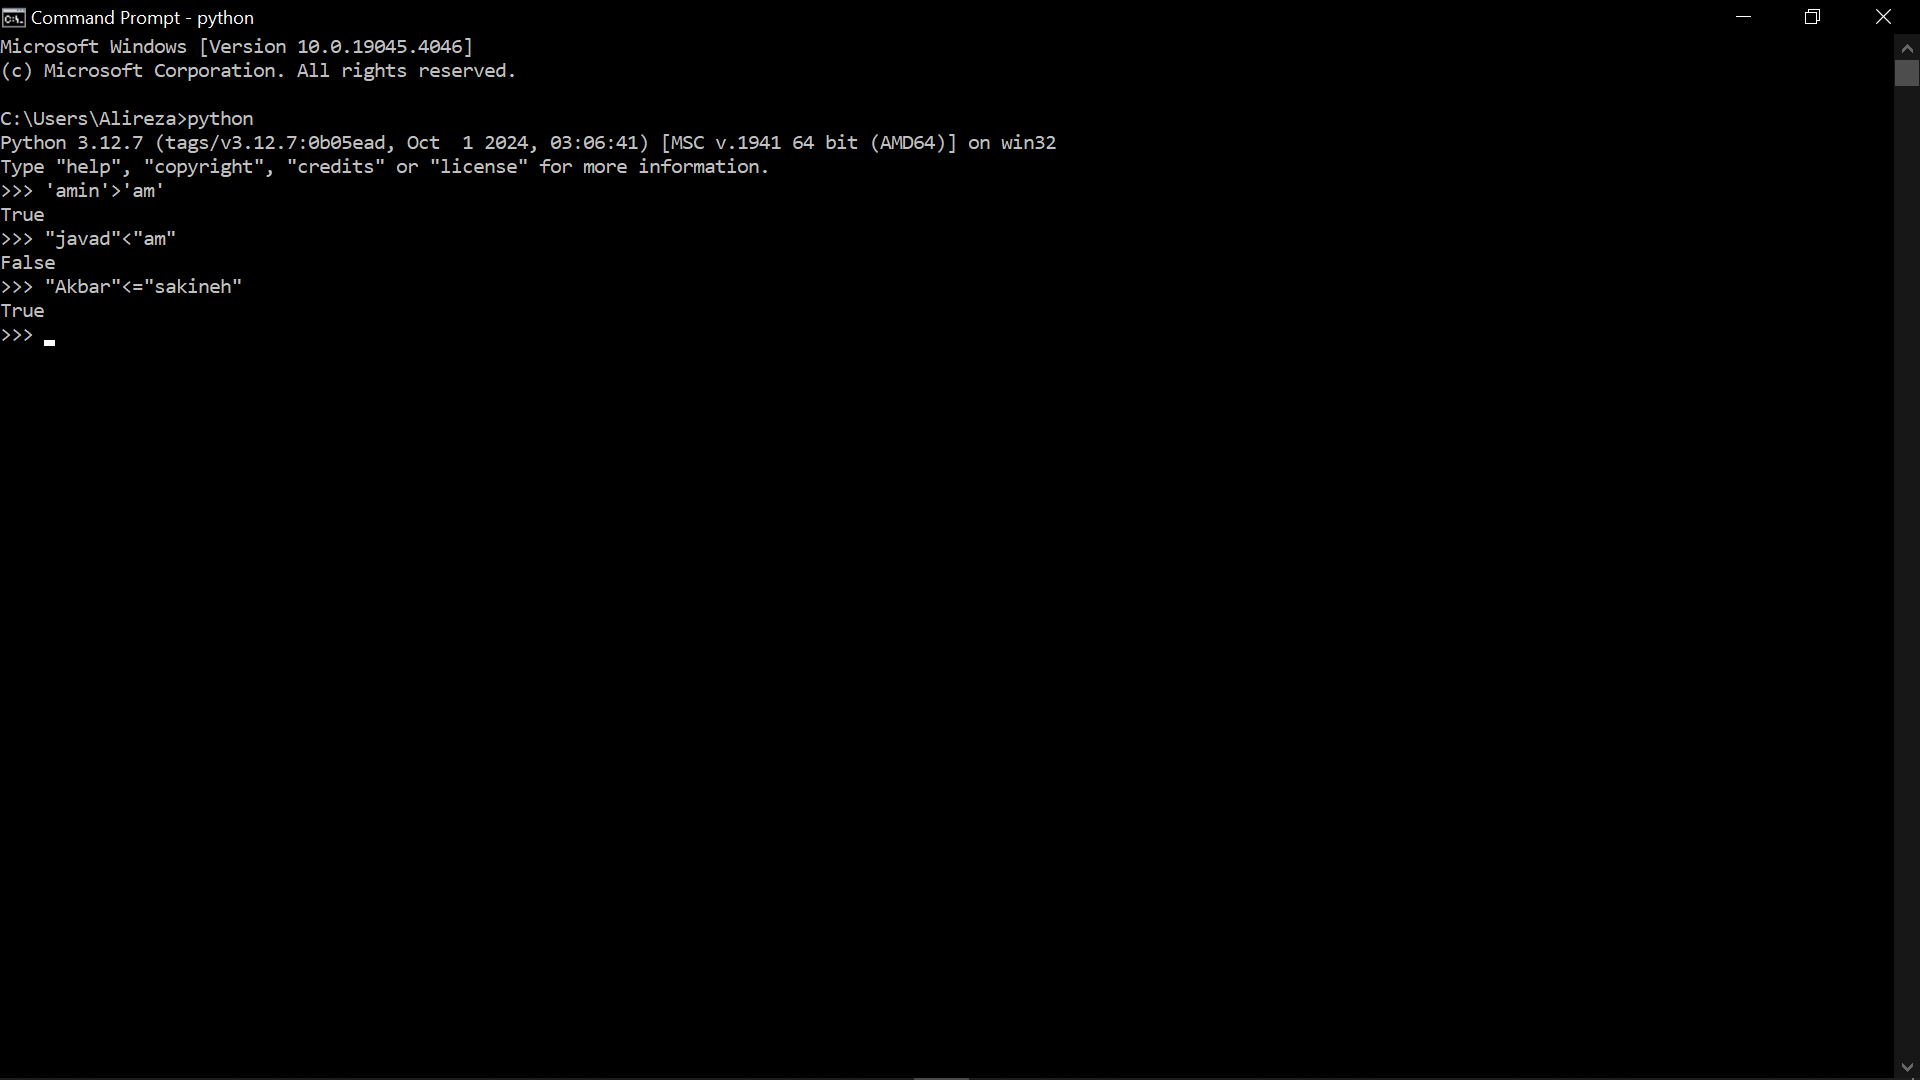 Command Prompt - python
Microsoft Windows [Version 10.0.19045.4046]
(c) Microsoft Corporation. All rights reserved.
C:\Users\Alireza>python
Python 3.12.7 (tags/v3.12.7:0b05ead, Oct  1 2024, 03:06:41) [MSC v.1941 64 bit (AMD64)] on win32
Type "help", "copyright", "credits" or "license" for more information.
>>> 'amin'>'am'
True
>>> "javad"<"am"
False
>>> "Akbar"<="sakineh"
True
>>>